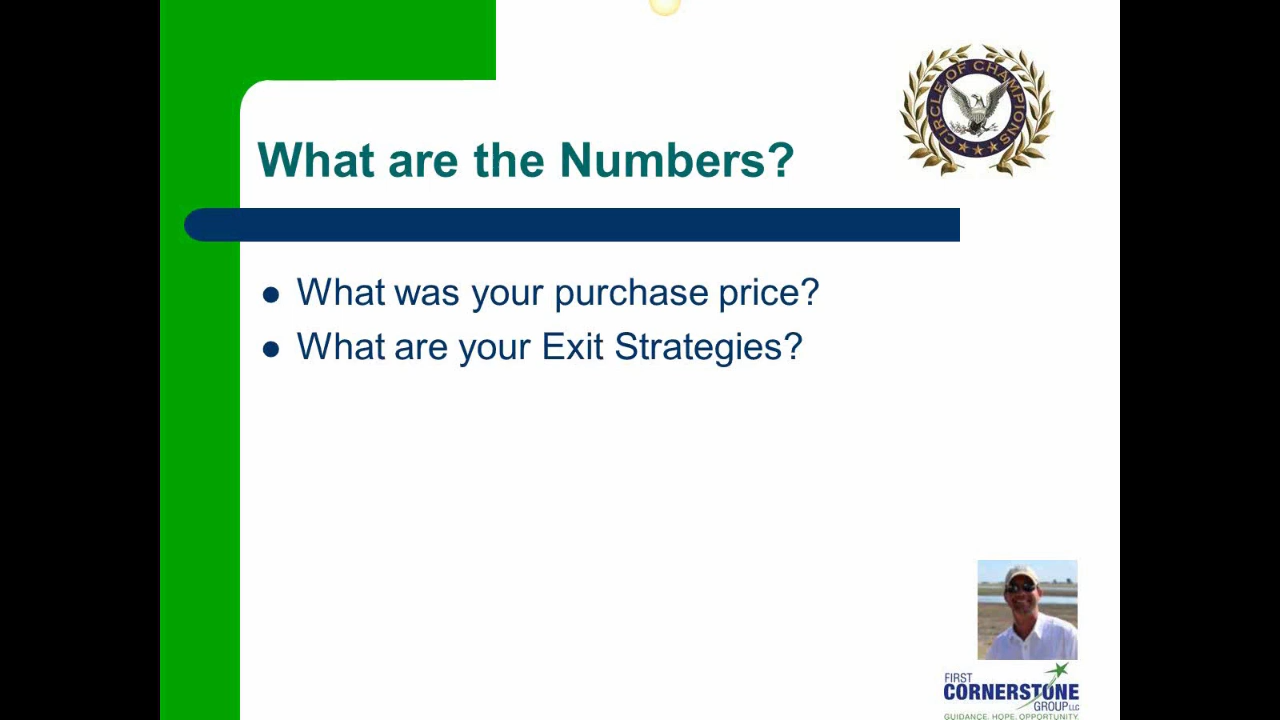 CIRCLE OF CHAMPIONS
What are the Numbers?
What was your purchase price?
What are your Exit Strategies?
FIRST
CORNERSTONE
GROUP LLC
GUIDANCE. HOPE. OPPORTUNITY.